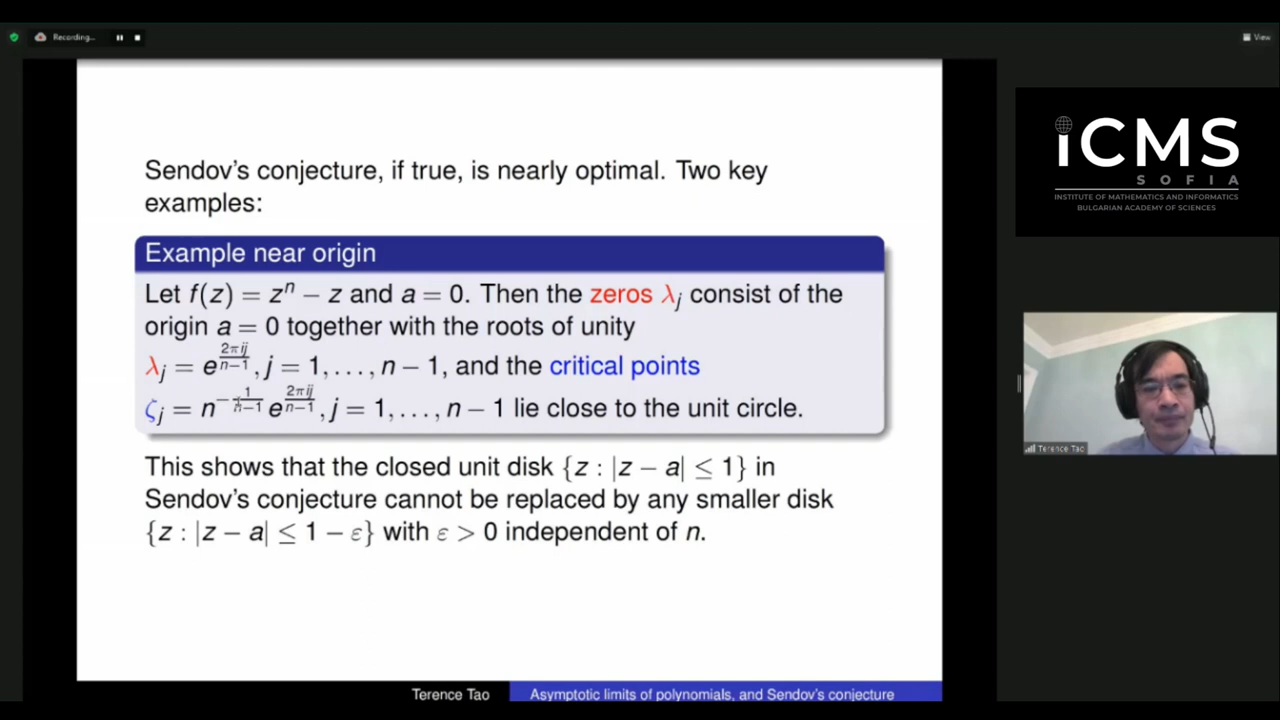 Recording...
View
Sendov's conjecture, if true, is nearly optimal. Two key
examples:
Example near origin
Let f(z) = zⁿ − z and a = 0. Then the zeros λⱼ consist of the
origin a = 0 together with the roots of unity
λⱼ = e^{2πij/(n−1)}, j = 1, . . . , n − 1, and the critical points
ζⱼ = n^{−1/(n−1)} e^{2πij/(n−1)}, j = 1, . . . , n − 1 lie close to the unit circle.
This shows that the closed unit disk {z : |z − a| ≤ 1} in
Sendov's conjecture cannot be replaced by any smaller disk
{z : |z − a| ≤ 1 − ε} with ε > 0 independent of n.
Terence Tao
Asymptotic limits of polynomials, and Sendov's conjecture
iCMS
SOFIA
INSTITUTE OF MATHEMATICS AND INFORMATICS
BULGARIAN ACADEMY OF SCIENCES
Terence Tao